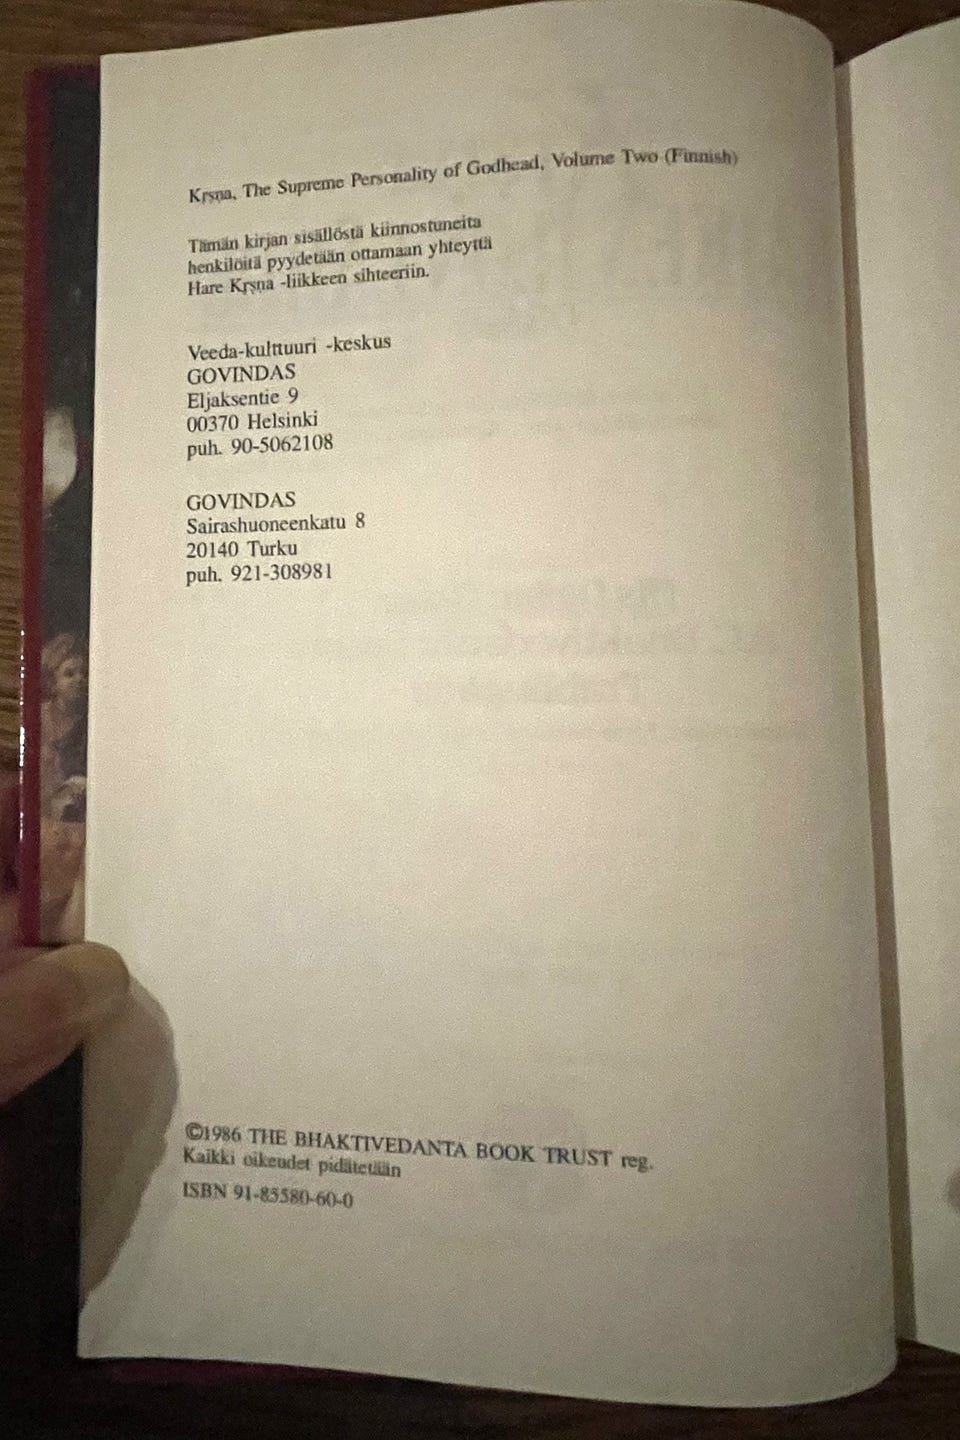 Kṛṣṇa, The Supreme Personality of Godhead, Volume Two (Finnish)
Tämän kirjan sisällöstä kiinnostuneita
henkilöitä pyydetään ottamaan yhteyttä
Hare Kṛṣṇa -liikkeen sihteeriin.
Veeda-kulttuuri -keskus
GOVINDAS
Eljaksentie 9
00370 Helsinki
puh. 90-5062108
GOVINDAS
Sairashuoneenkatu 8
20140 Turku
puh. 921-308981
©1986 THE BHAKTIVEDANTA BOOK TRUST reg.
Kaikki oikeudet pidätetään
ISBN 91-85580-60-0